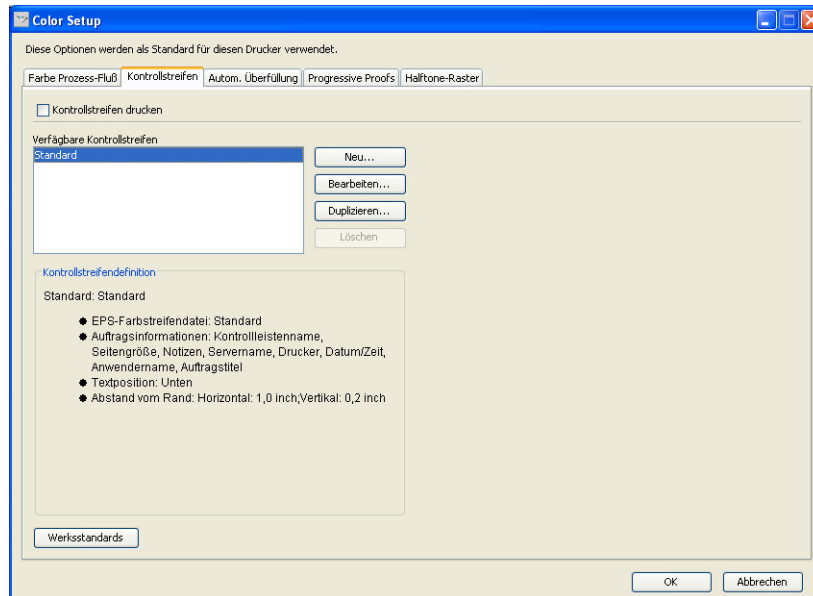 Color Setup
Diese Optionen werden als Standard für diesen Drucker verwendet.
Farbe Prozess-Fluß Kontrollstreifen Autom. Überfüllung Progressive Proofs Halftone-Raster
Kontrollstreifen drucken
Verfägbare Kontrollstreifen
Standard
Neu...
Bearbeiten...
Duplizieren...
Löschen
Kontrollstreifendefinition
Standard: Standard
● EPS-Farbstreifendatei: Standard
● Auftragsinformationen: Kontrollleistenname,
Seitengröße, Notizen, Servername, Drucker, Datum/Zeit,
Anwendername, Auftragstitel
● Textposition: Unten
● Abstand vom Rand: Horizontal: 1,0 inch;Vertikal: 0,2 inch
Werksstandards
OK Abbrechen